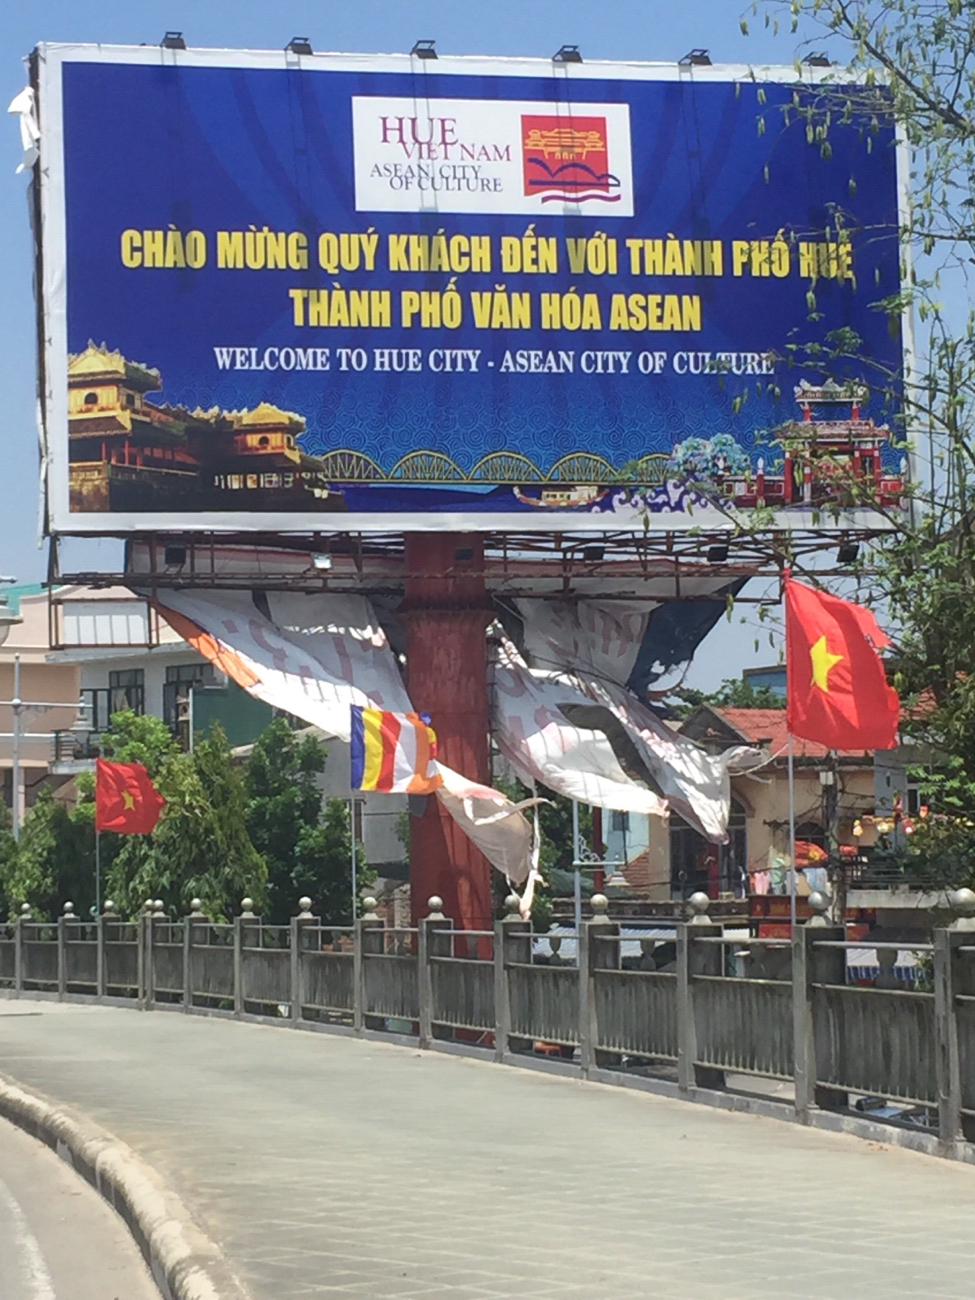 HUE
VIET NAM
ASEAN CITY
OF CULTURE
CHÀO MỪNG QUÝ KHÁCH ĐẾN VỚI THÀNH PHỐ HUẾ
THÀNH PHỐ VĂN HÓA ASEAN
WELCOME TO HUE CITY - ASEAN CITY OF CULTURE